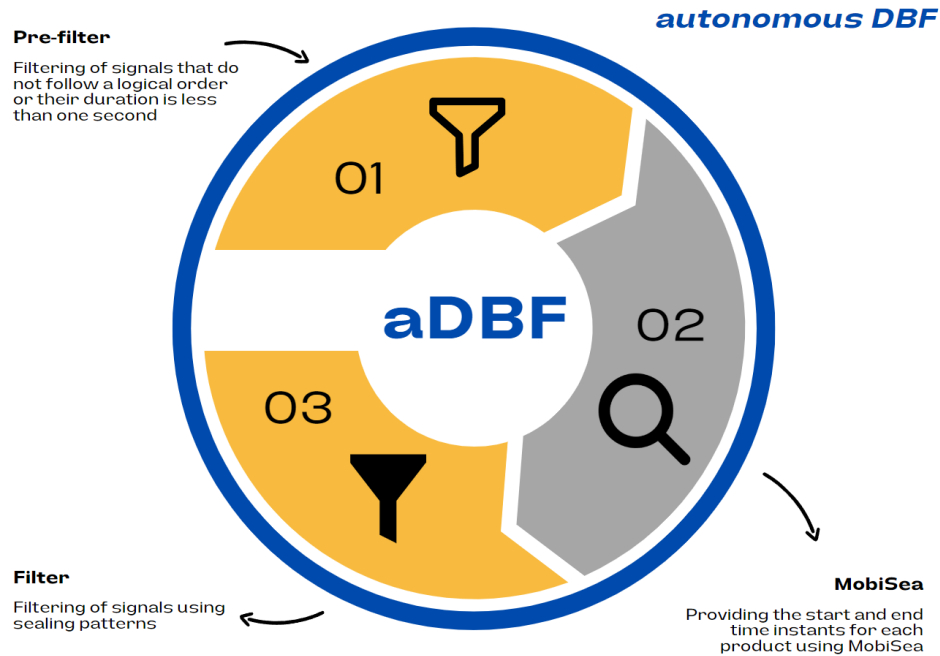 autonomous DBF
Pre-filter
Filtering of signals that do
not follow a logical order
or their duration is less
than one second
01
aDBF
02
03
Filter
Filtering of signals using
sealing patterns
MobiSea
Providing the start and end
time instants for each
product using MobiSea